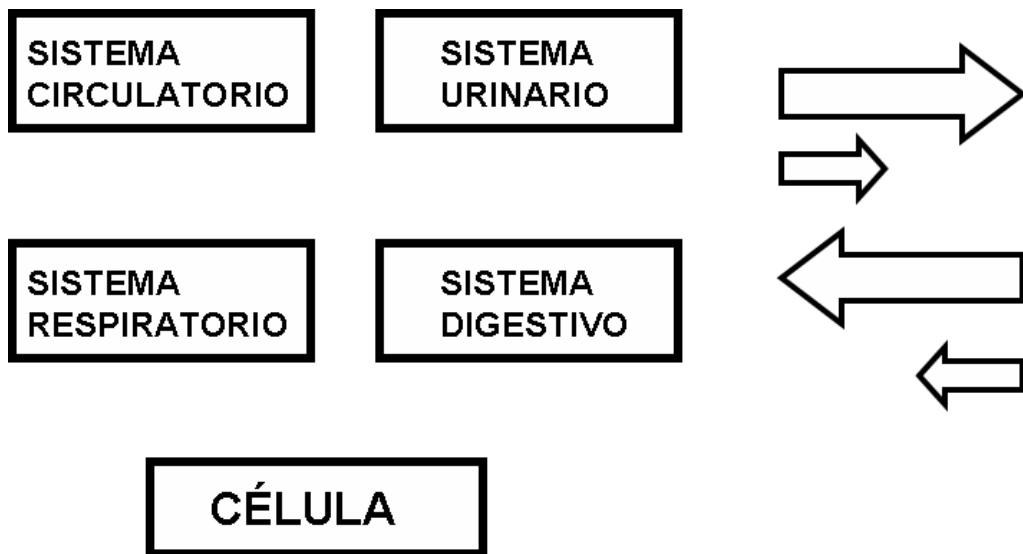 SISTEMA
CIRCULATORIO
SISTEMA
URINARIO
SISTEMA
RESPIRATORIO
SISTEMA
DIGESTIVO
CÉLULA